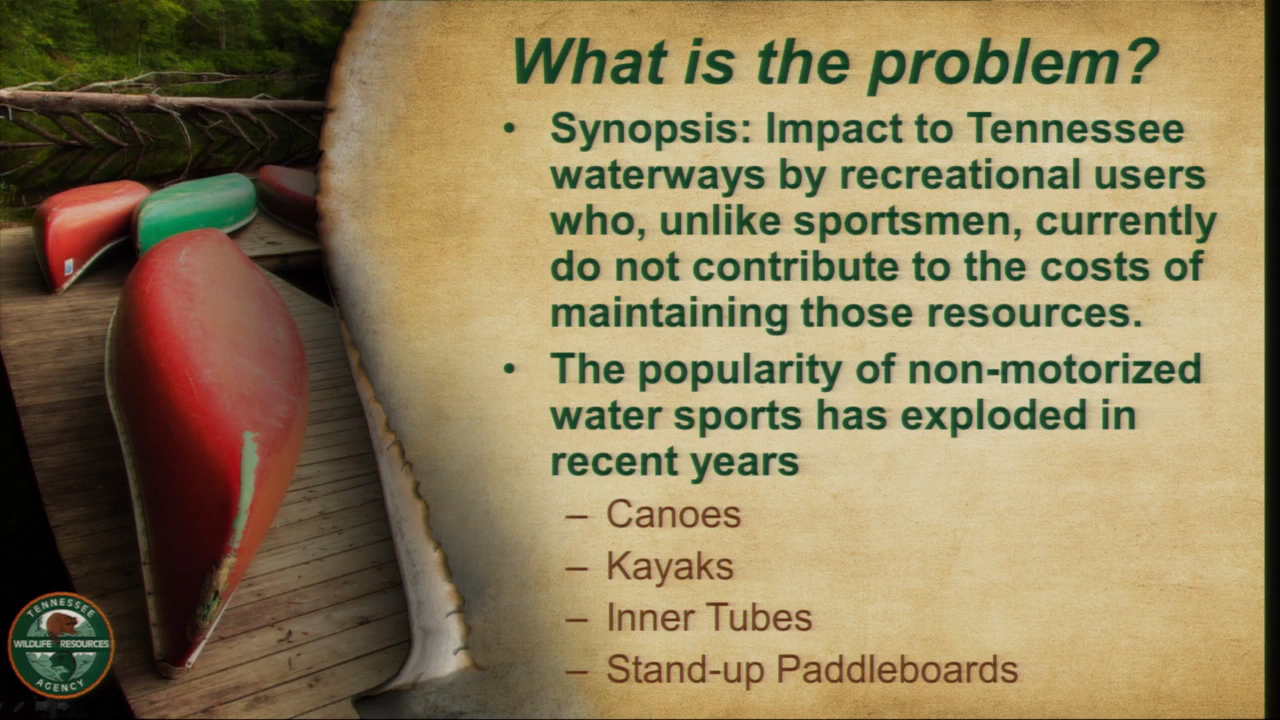 What is the problem?
• Synopsis: Impact to Tennessee
waterways by recreational users
who, unlike sportsmen, currently
do not contribute to the costs of
maintaining those resources.
• The popularity of non-motorized
water sports has exploded in
recent years
– Canoes
– Kayaks
– Inner Tubes
– Stand-up Paddleboards
TENNESSEE
WILDLIFE RESOURCES
AGENCY